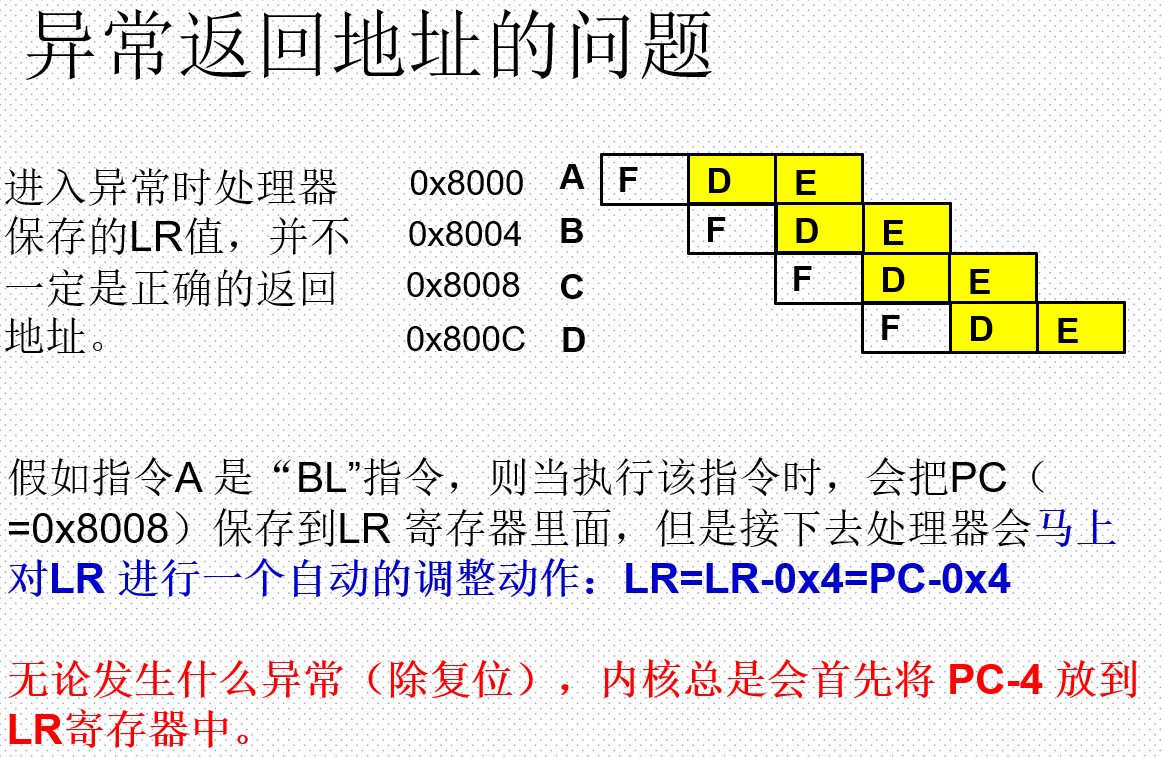 异常返回地址的问题
进入异常时处理器
保存的LR值，并不
一定是正确的返回
地址。
0x8000 A F D E
0x8004 B F D E
0x8008 C F D E
0x800C D F D E
假如指令A 是“BL”指令，则当执行该指令时，会把PC（
=0x8008）保存到LR 寄存器里面，但是接下去处理器会马上
对LR 进行一个自动的调整动作：LR=LR-0x4=PC-0x4
无论发生什么异常（除复位），内核总是会首先将 PC-4 放到
LR寄存器中。